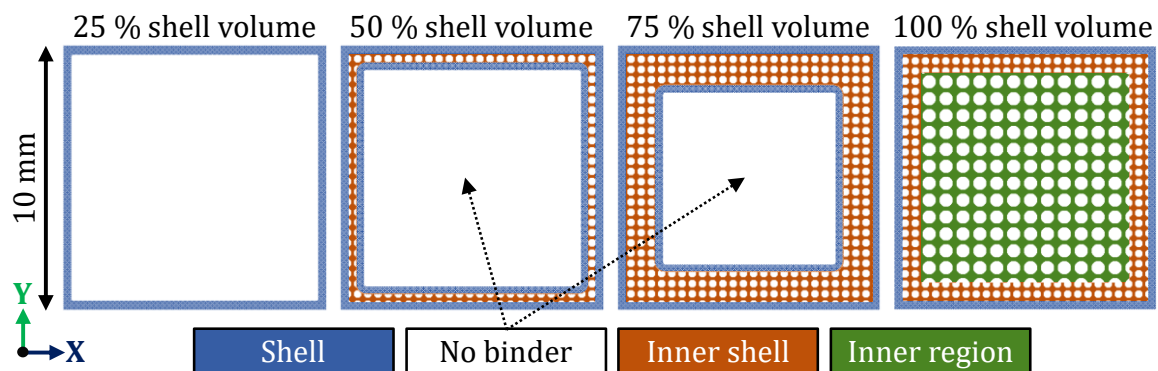 25 % shell volume
50 % shell volume
75 % shell volume
100 % shell volume
10 mm
Y
X
Shell
No binder
Inner shell
Inner region